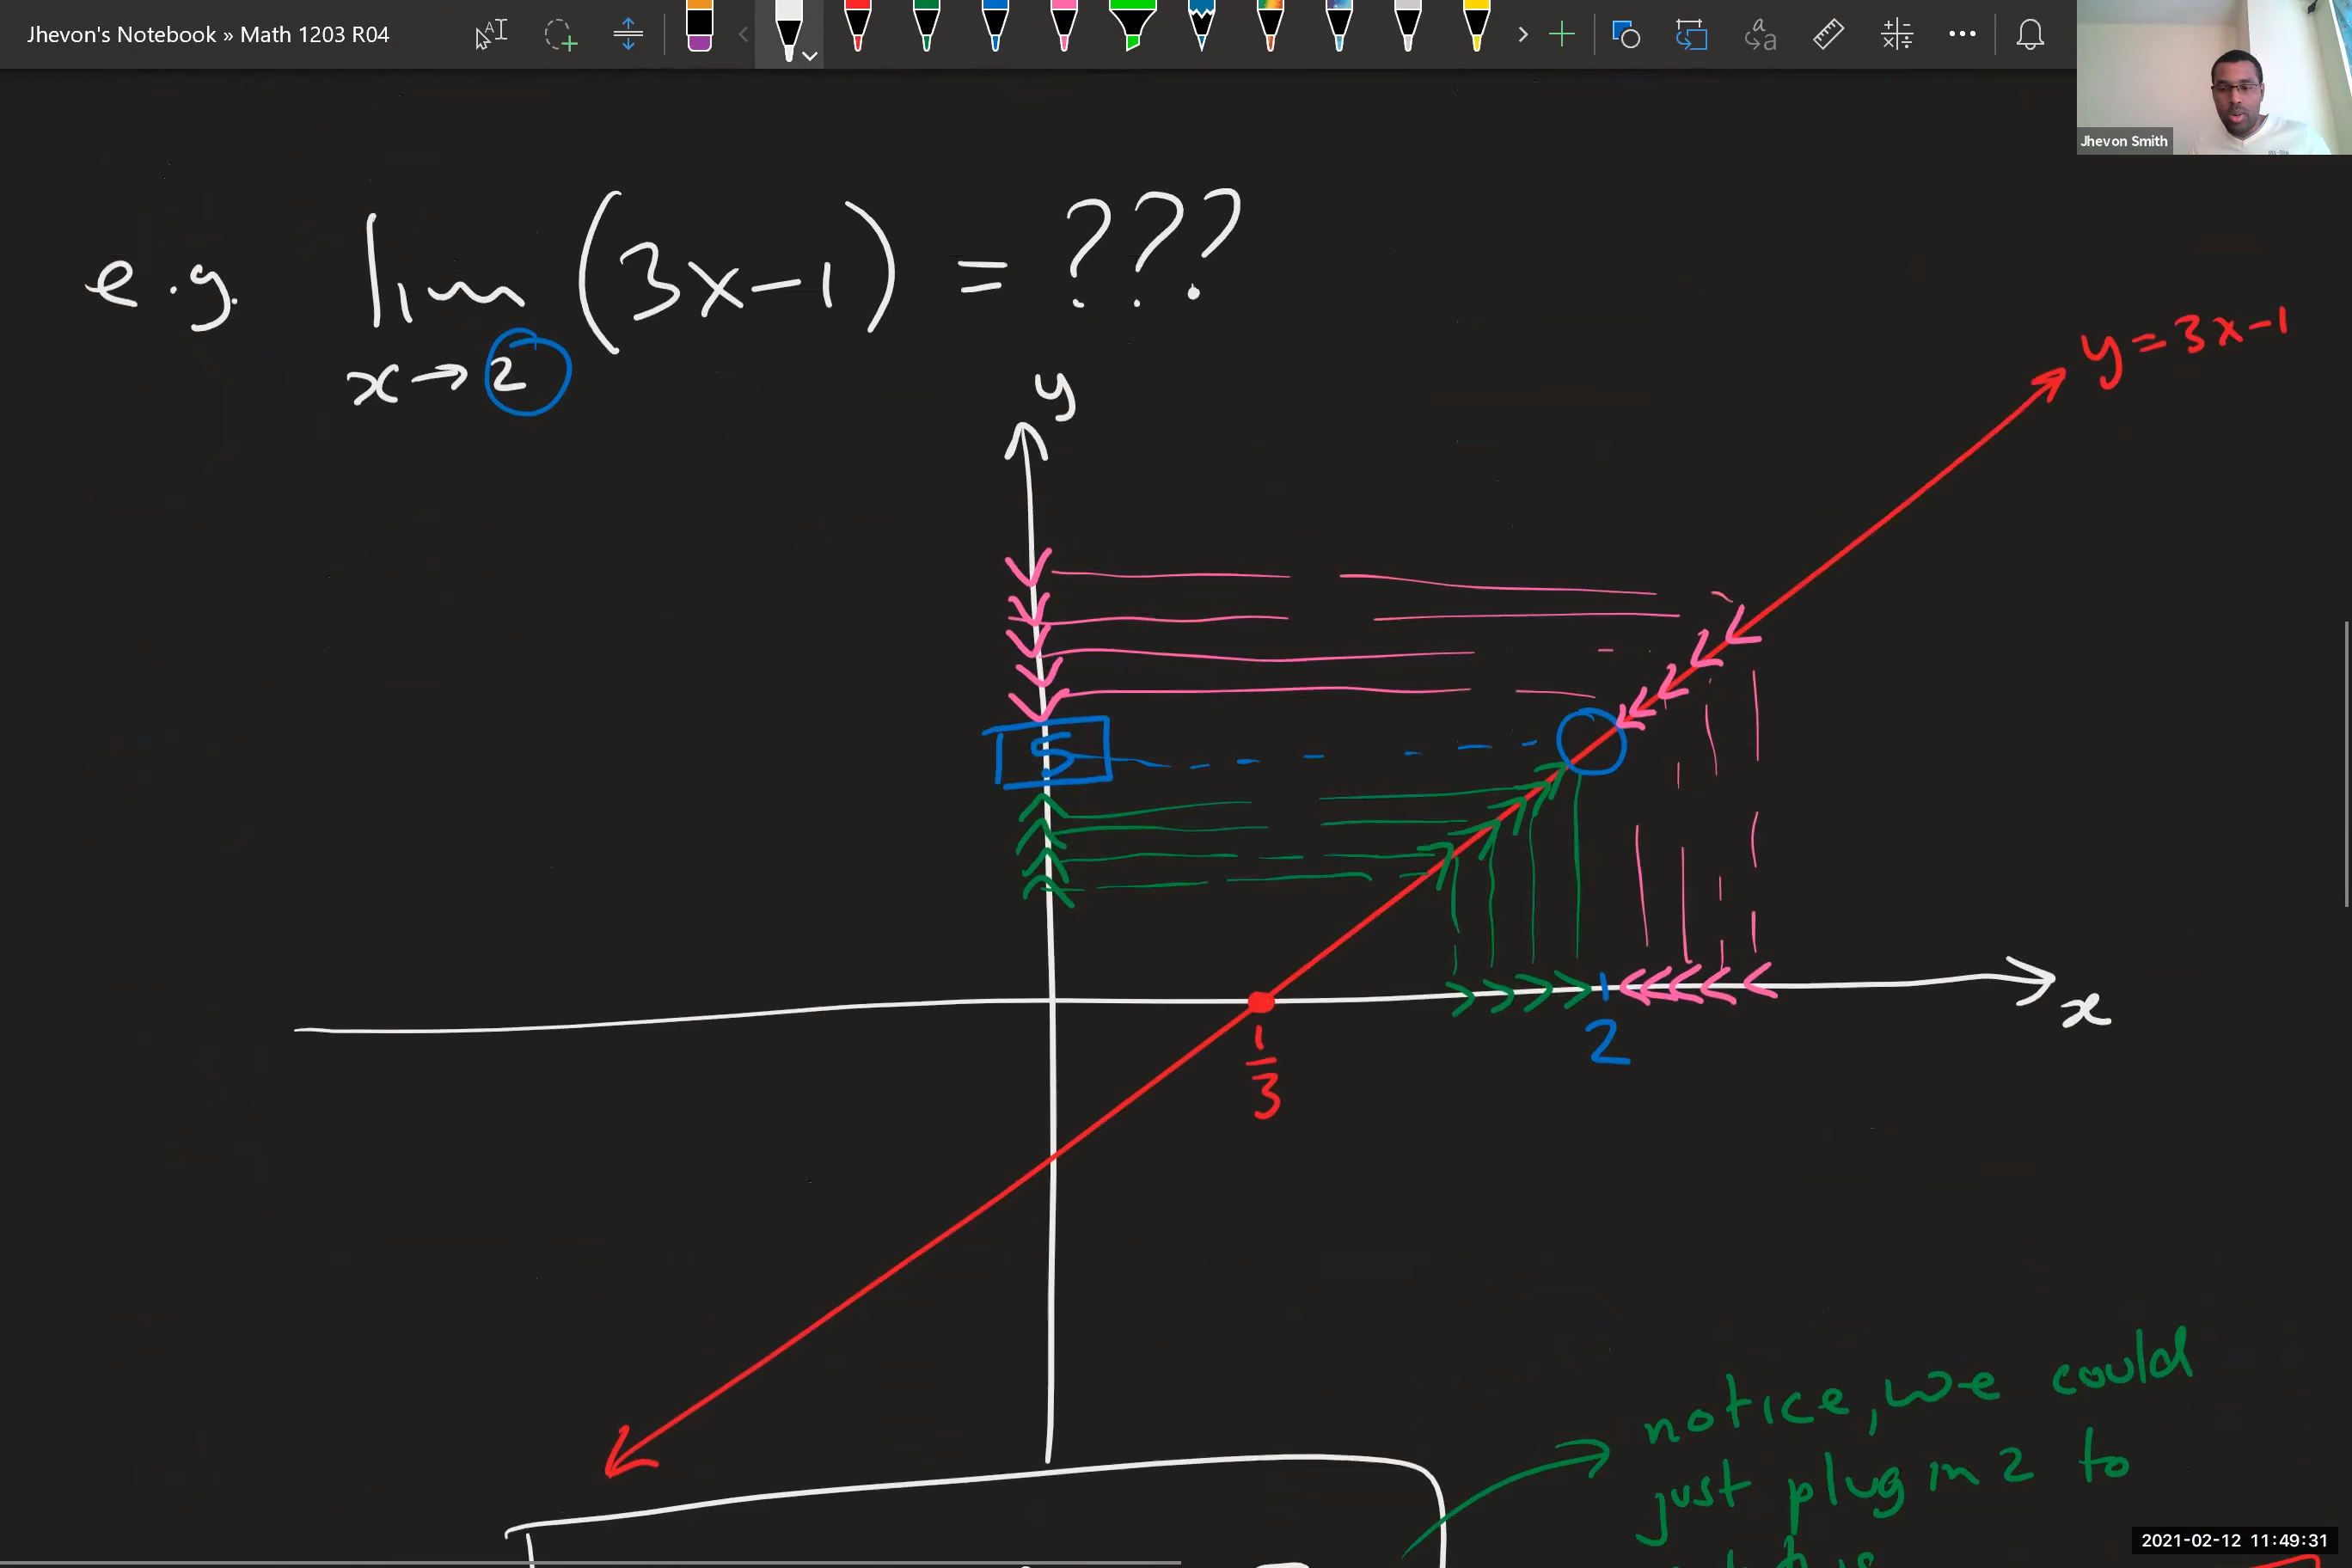 Jhevon's Notebook » Math 1203 R04
Jhevon Smith
e.g. lim (3x-1) = ???
x→2
y
y=3x-1
5
x
2
1
3
notice, we could
just plug in 2 to
2021-02-12 11:49:31